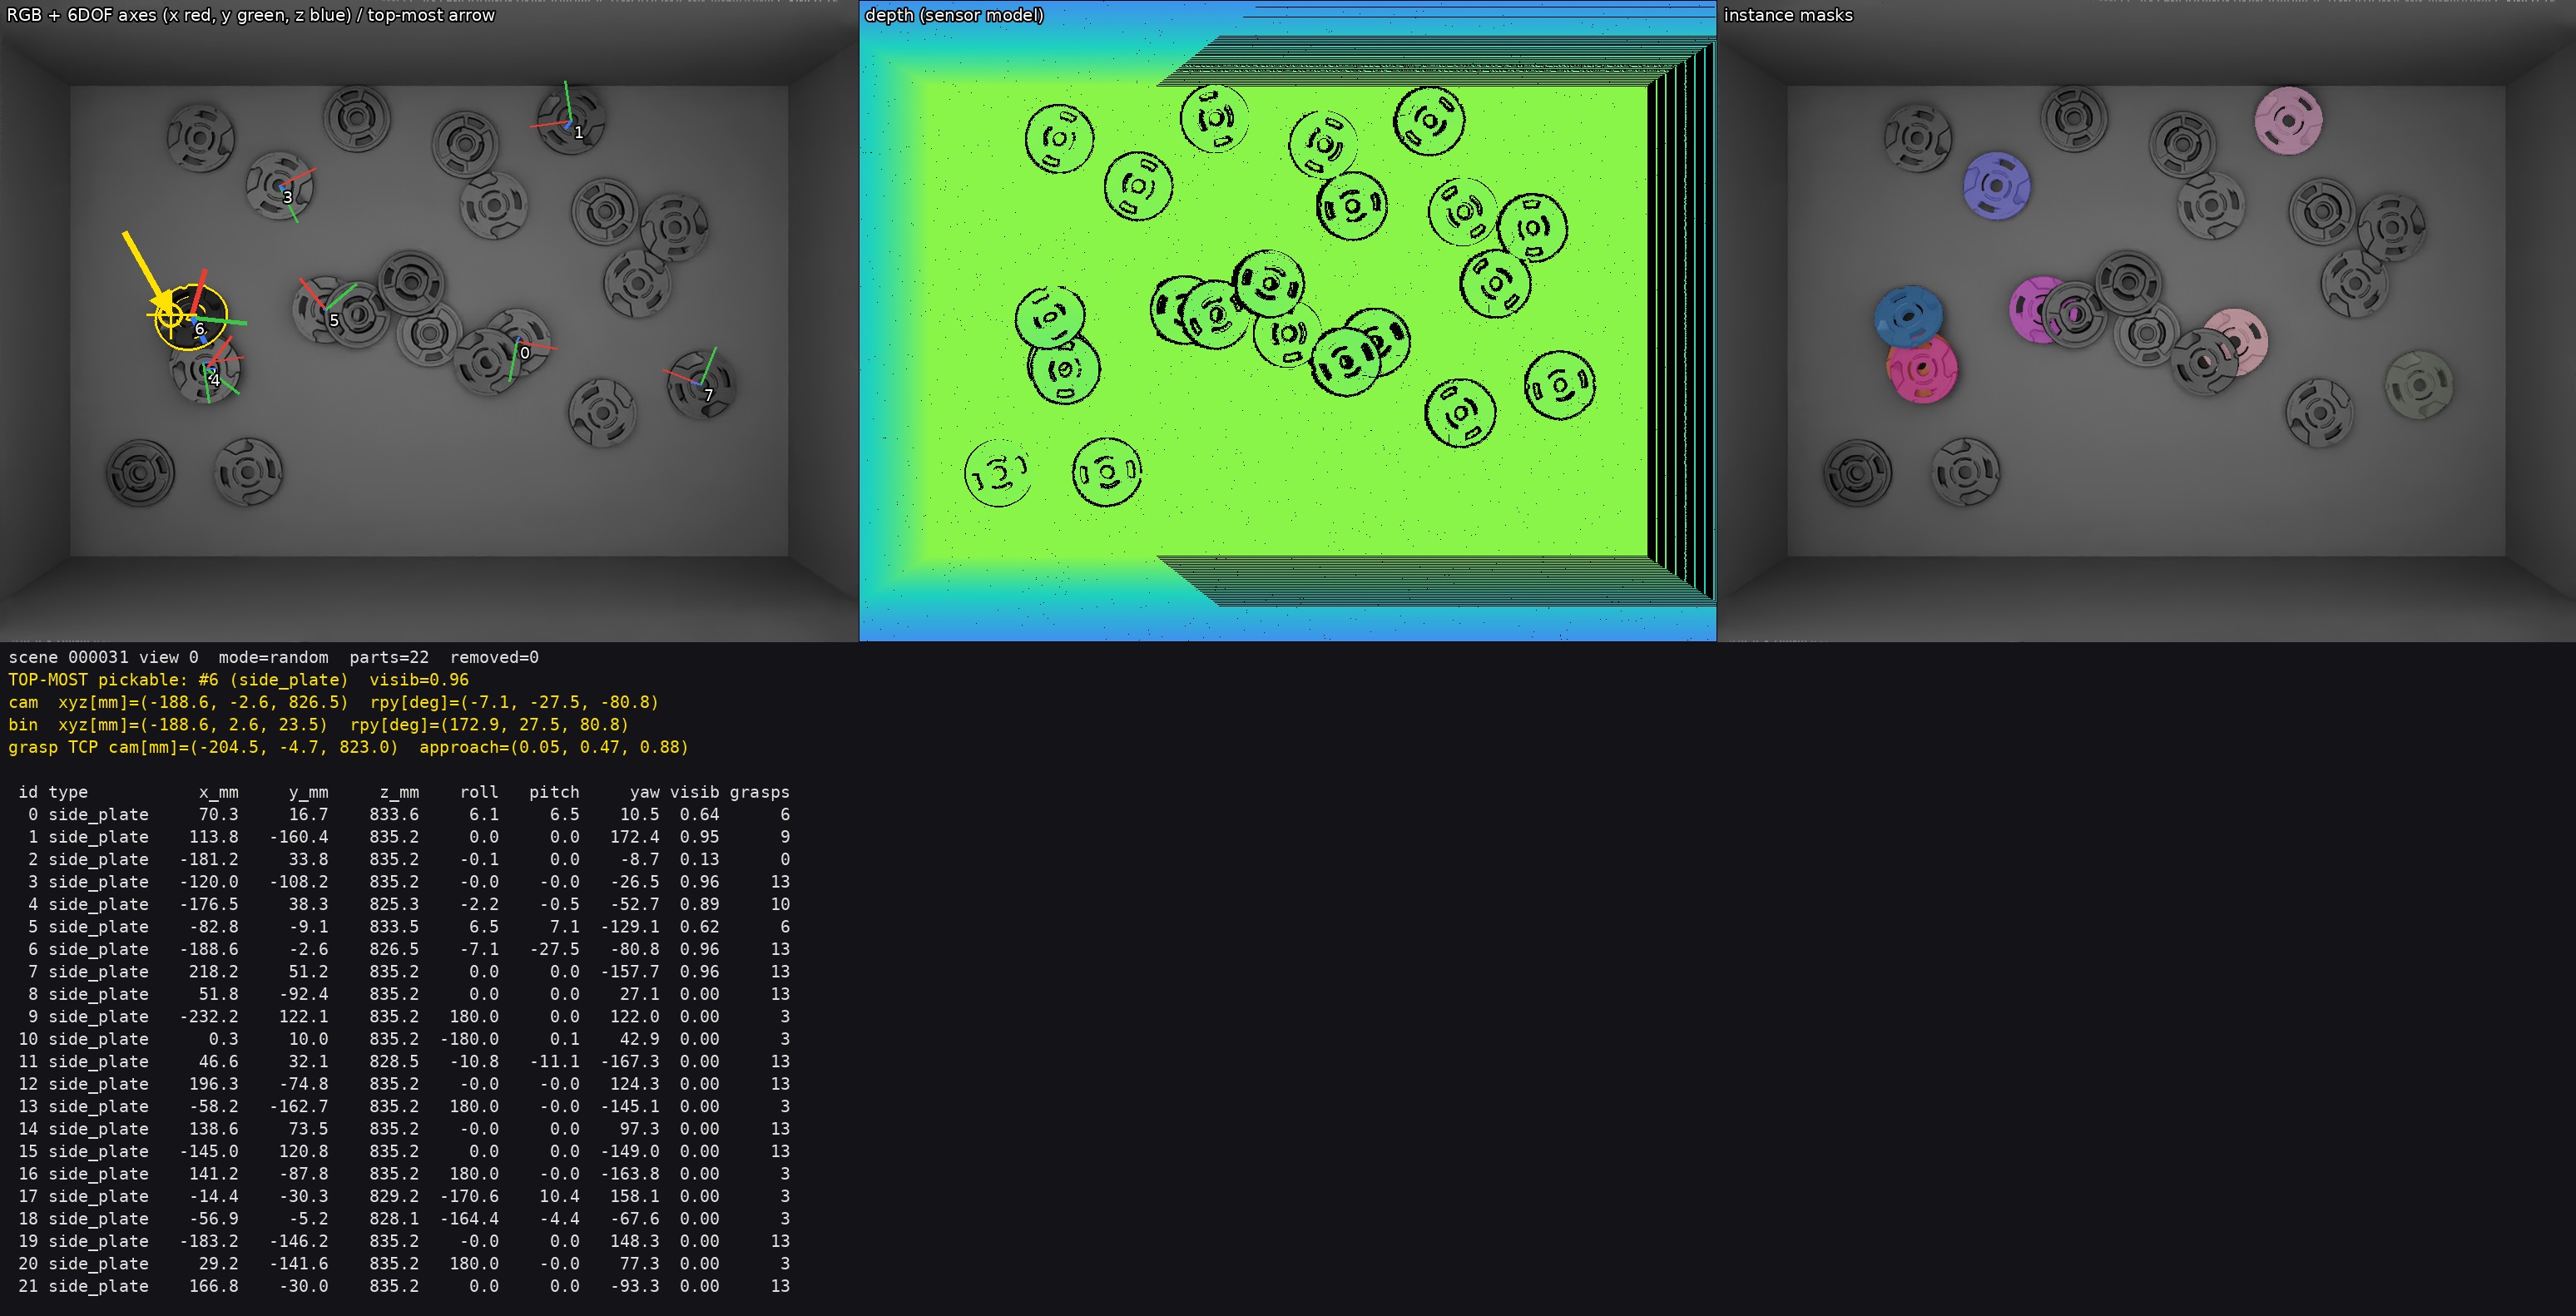 RGB + 6DOF axes (x red, y green, z blue) / top-most arrow
depth (sensor model)
instance masks
1
3
6
5
0
4
7
scene 000031 view 0  mode=random  parts=22  removed=0
TOP-MOST pickable: #6 (side_plate)  visib=0.96
cam  xyz[mm]=(-188.6, -2.6, 826.5)  rpy[deg]=(-7.1, -27.5, -80.8)
bin  xyz[mm]=(-188.6, 2.6, 23.5)  rpy[deg]=(172.9, 27.5, 80.8)
grasp TCP cam[mm]=(-204.5, -4.7, 823.0)  approach=(0.05, 0.47, 0.88)
id type x_mm y_mm z_mm roll pitch yaw visib grasps
0 side_plate 70.3 16.7 833.6 6.1 6.5 10.5 0.64 6
1 side_plate 113.8 -160.4 835.2 0.0 0.0 172.4 0.95 9
2 side_plate -181.2 33.8 835.2 -0.1 0.0 -8.7 0.13 0
3 side_plate -120.0 -108.2 835.2 -0.0 -0.0 -26.5 0.96 13
4 side_plate -176.5 38.3 825.3 -2.2 -0.5 -52.7 0.89 10
5 side_plate -82.8 -9.1 833.5 6.5 7.1 -129.1 0.62 6
6 side_plate -188.6 -2.6 826.5 -7.1 -27.5 -80.8 0.96 13
7 side_plate 218.2 51.2 835.2 0.0 0.0 -157.7 0.96 13
8 side_plate 51.8 -92.4 835.2 0.0 0.0 27.1 0.00 13
9 side_plate -232.2 122.1 835.2 180.0 0.0 122.0 0.00 3
10 side_plate 0.3 10.0 835.2 -180.0 0.1 42.9 0.00 3
11 side_plate 46.6 32.1 828.5 -10.8 -11.1 -167.3 0.00 13
12 side_plate 196.3 -74.8 835.2 -0.0 -0.0 124.3 0.00 13
13 side_plate -58.2 -162.7 835.2 180.0 -0.0 -145.1 0.00 3
14 side_plate 138.6 73.5 835.2 -0.0 0.0 97.3 0.00 13
15 side_plate -145.0 120.8 835.2 0.0 0.0 -149.0 0.00 13
16 side_plate 141.2 -87.8 835.2 180.0 -0.0 -163.8 0.00 3
17 side_plate -14.4 -30.3 829.2 -170.6 10.4 158.1 0.00 3
18 side_plate -56.9 -5.2 828.1 -164.4 -4.4 -67.6 0.00 3
19 side_plate -183.2 -146.2 835.2 -0.0 0.0 148.3 0.00 13
20 side_plate 29.2 -141.6 835.2 180.0 -0.0 77.3 0.00 3
21 side_plate 166.8 -30.0 835.2 0.0 0.0 -93.3 0.00 13